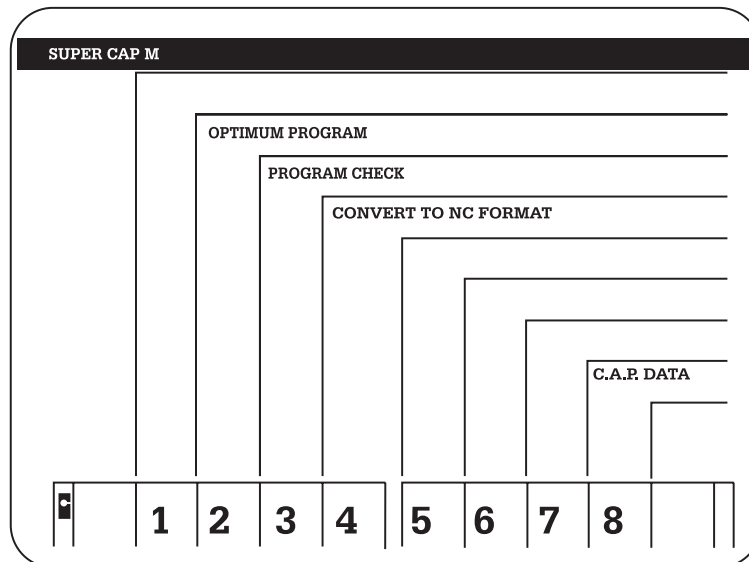 SUPER CAP M
OPTIMUM PROGRAM
PROGRAM CHECK
CONVERT TO NC FORMAT
C.A.P. DATA
1 2 3 4 5 6 7 8